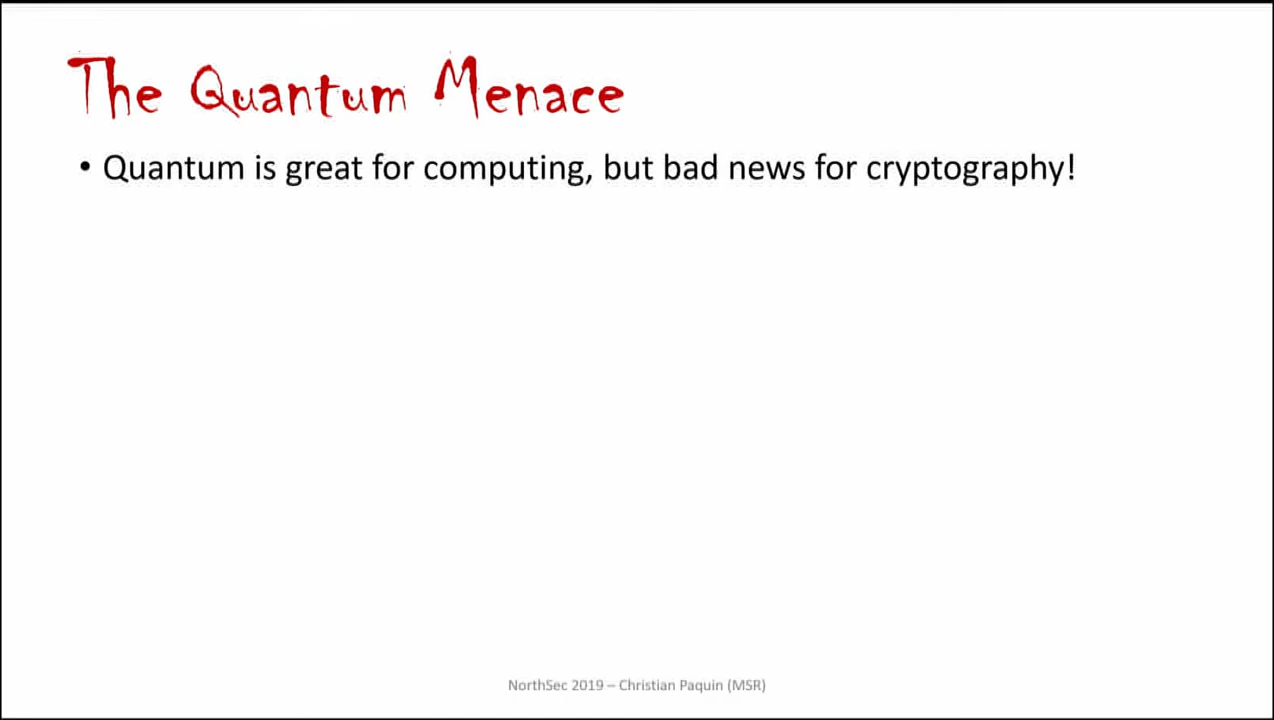 The Quantum Menace
• Quantum is great for computing, but bad news for cryptography!
NorthSec 2019 – Christian Paquin (MSR)